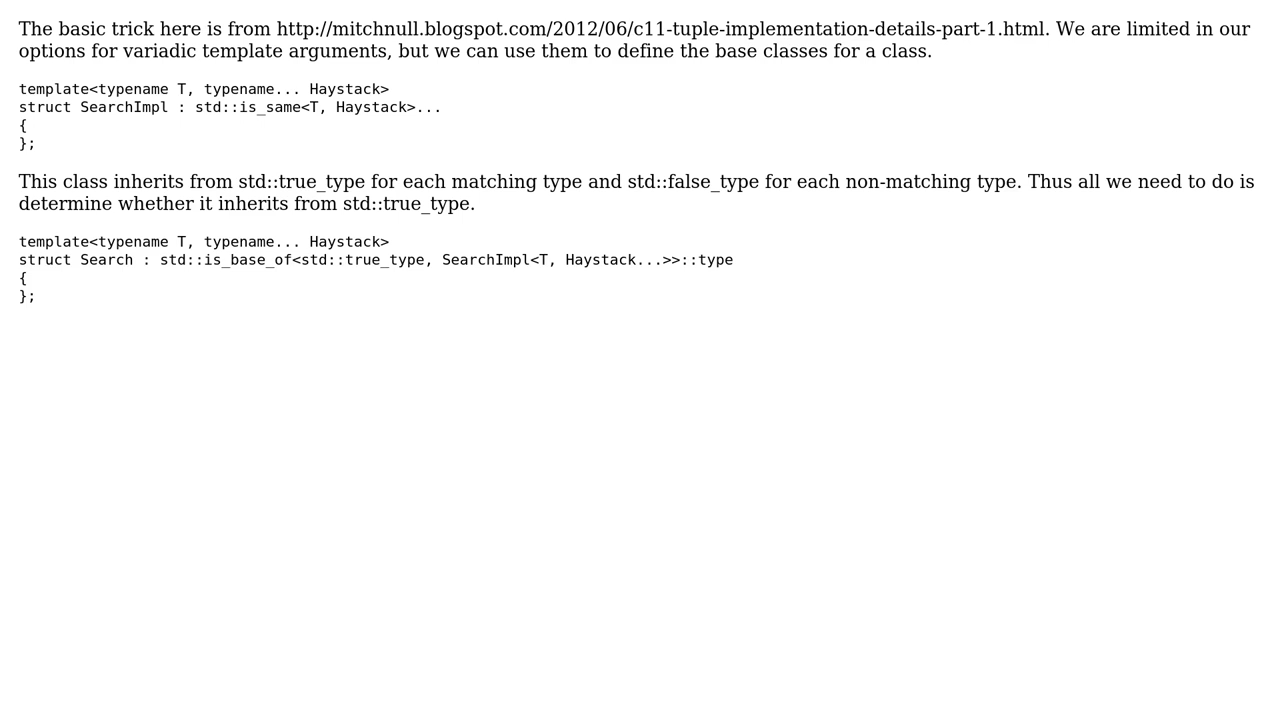 The basic trick here is from http://mitchnull.blogspot.com/2012/06/c11-tuple-implementation-details-part-1.html. We are limited in our
options for variadic template arguments, but we can use them to define the base classes for a class.
template<typename T, typename... Haystack>
struct SearchImpl : std::is_same<T, Haystack>...
{
};
This class inherits from std::true_type for each matching type and std::false_type for each non-matching type. Thus all we need to do is
determine whether it inherits from std::true_type.
template<typename T, typename... Haystack>
struct Search : std::is_base_of<std::true_type, SearchImpl<T, Haystack...>>::type
{
};